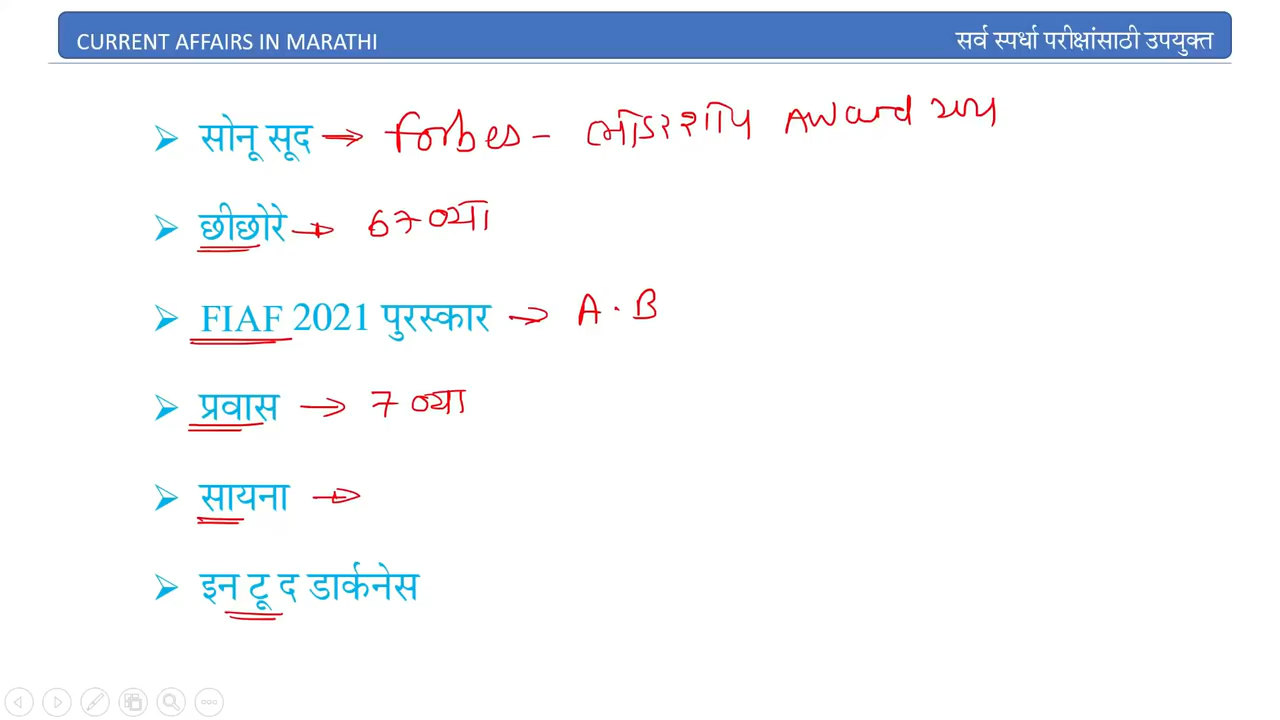 CURRENT AFFAIRS IN MARATHI
सर्व स्पर्धा परीक्षांसाठी उपयुक्त
सोनू सूद → forbes - Award
छीछोरे → 67 व्या
FIAF 2021 पुरस्कार → A.B
प्रवास → 7 व्या
सायना →
इन टू द डार्कनेस